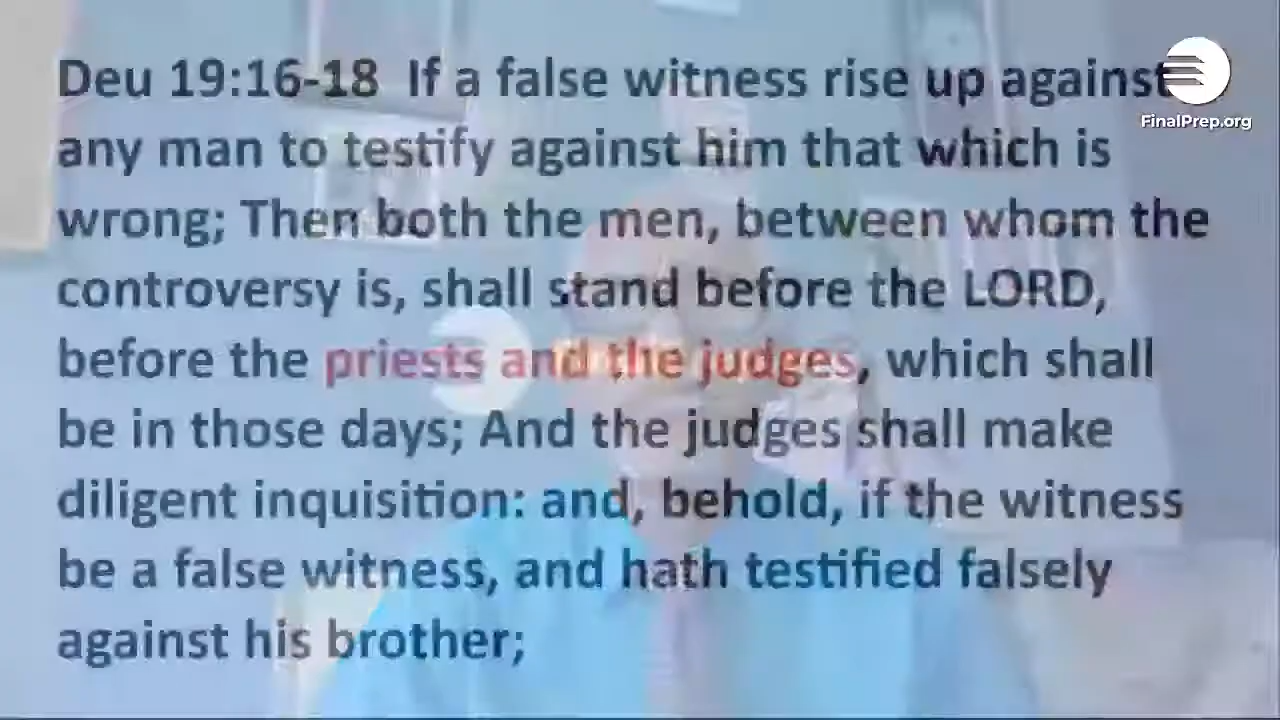 Deu 19:16-18 If a false witness rise up against
any man to testify against him that which is
wrong; Then both the men, between whom the
controversy is, shall stand before the LORD,
before the priests and the judges, which shall
be in those days; And the judges shall make
diligent inquisition: and, behold, if the witness
be a false witness, and hath testified falsely
against his brother;
FinalPrep.org